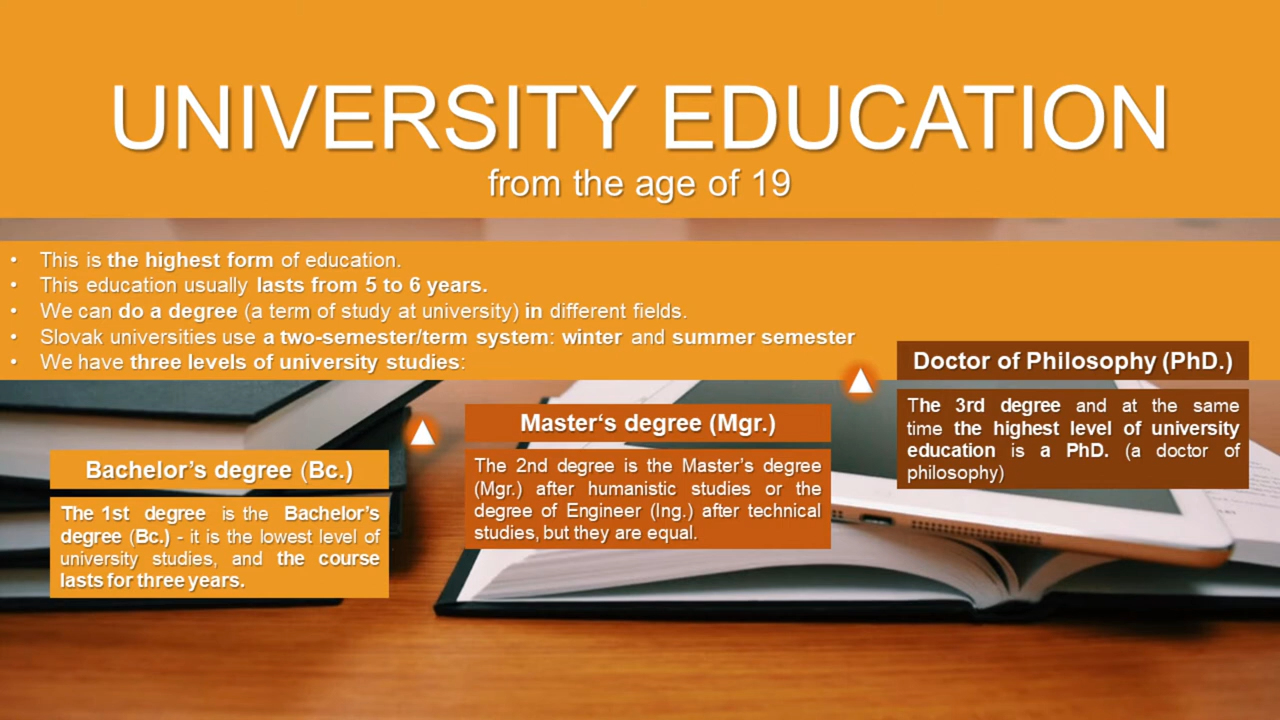 UNIVERSITY EDUCATION
from the age of 19
• This is the highest form of education.
• This education usually lasts from 5 to 6 years.
• We can do a degree (a term of study at university) in different fields.
• Slovak universities use a two-semester/term system: winter and summer semester
• We have three levels of university studies:
Bachelor's degree (Bc.)
The 1st degree is the Bachelor's
degree (Bc.) - it is the lowest level of
university studies, and the course
lasts for three years.
Master‘s degree (Mgr.)
The 2nd degree is the Master's degree
(Mgr.) after humanistic studies or the
degree of Engineer (Ing.) after technical
studies, but they are equal.
Doctor of Philosophy (PhD.)
The 3rd degree and at the same
time the highest level of university
education is a PhD. (a doctor of
philosophy)